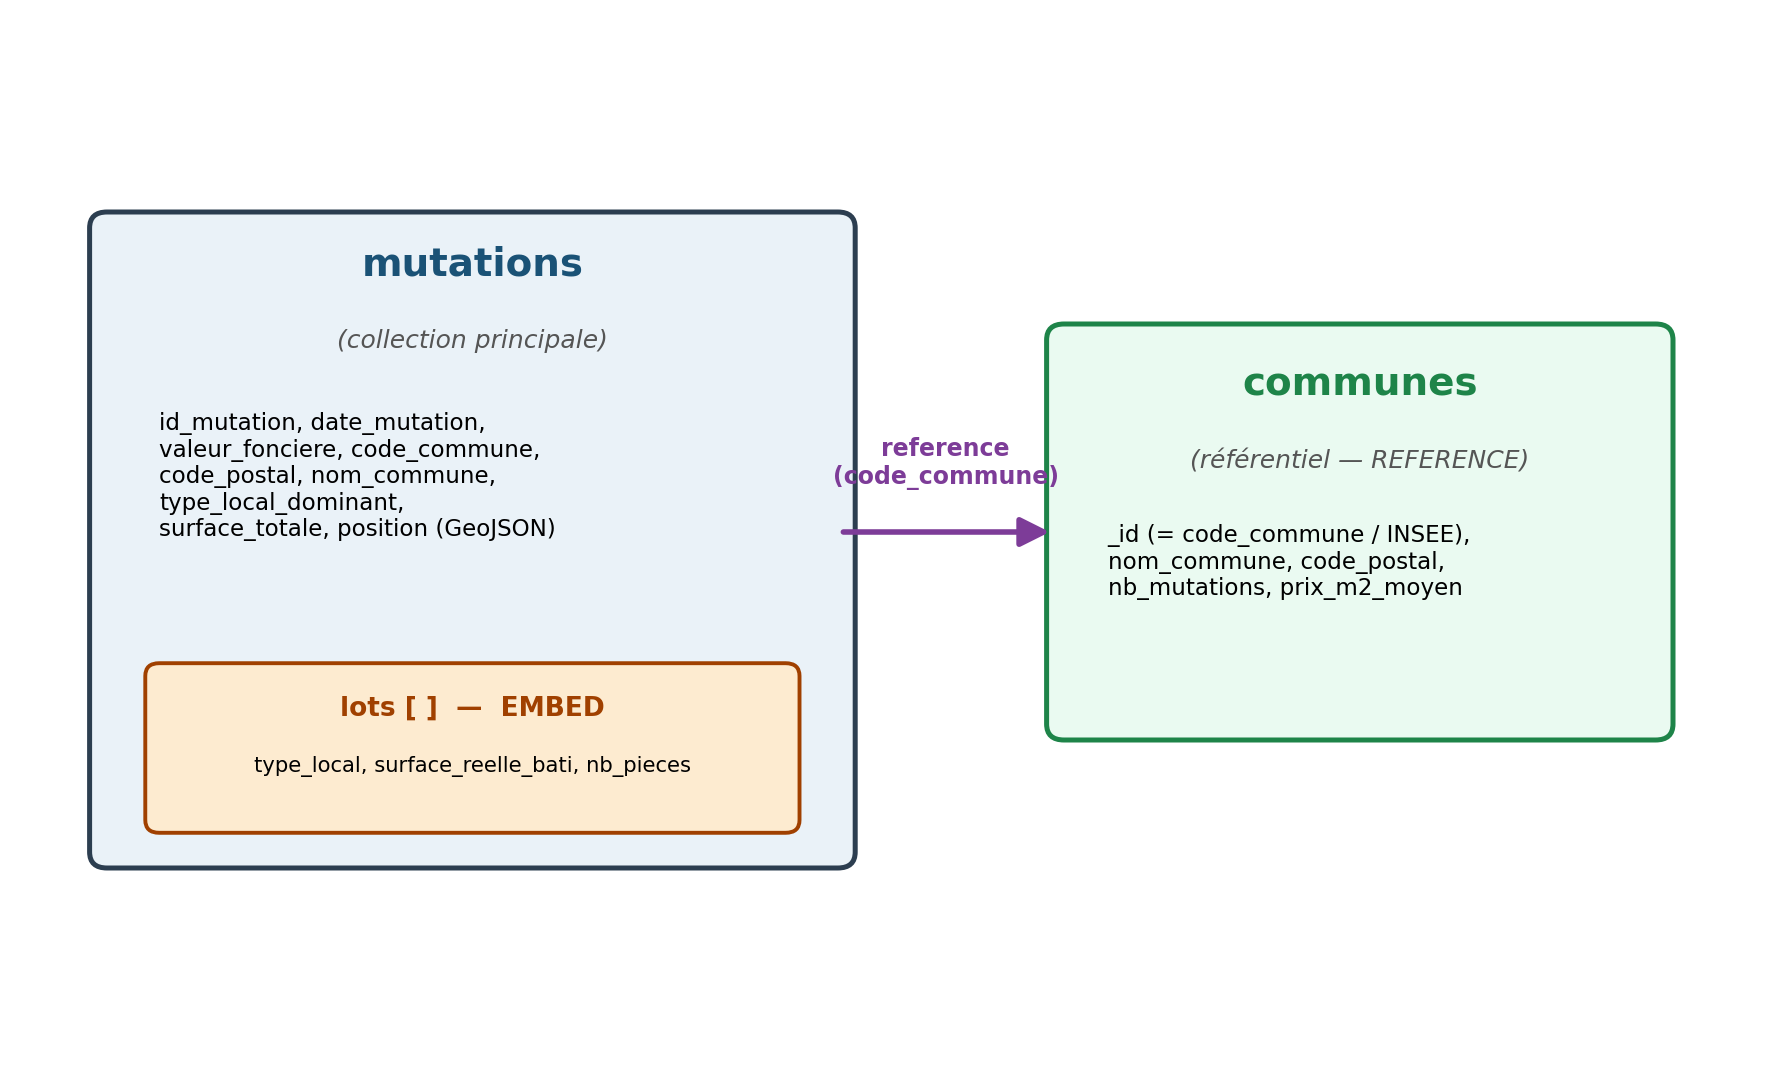 mutations
(collection principale)
id_mutation, date_mutation,
valeur_fonciere, code_commune,
code_postal, nom_commune,
type_local_dominant,
surface_totale, position (GeoJSON)
lots [ ] — EMBED
type_local, surface_reelle_bati, nb_pieces
reference
(code_commune)
communes
(référentiel — REFERENCE)
_id (= code_commune / INSEE),
nom_commune, code_postal,
nb_mutations, prix_m2_moyen